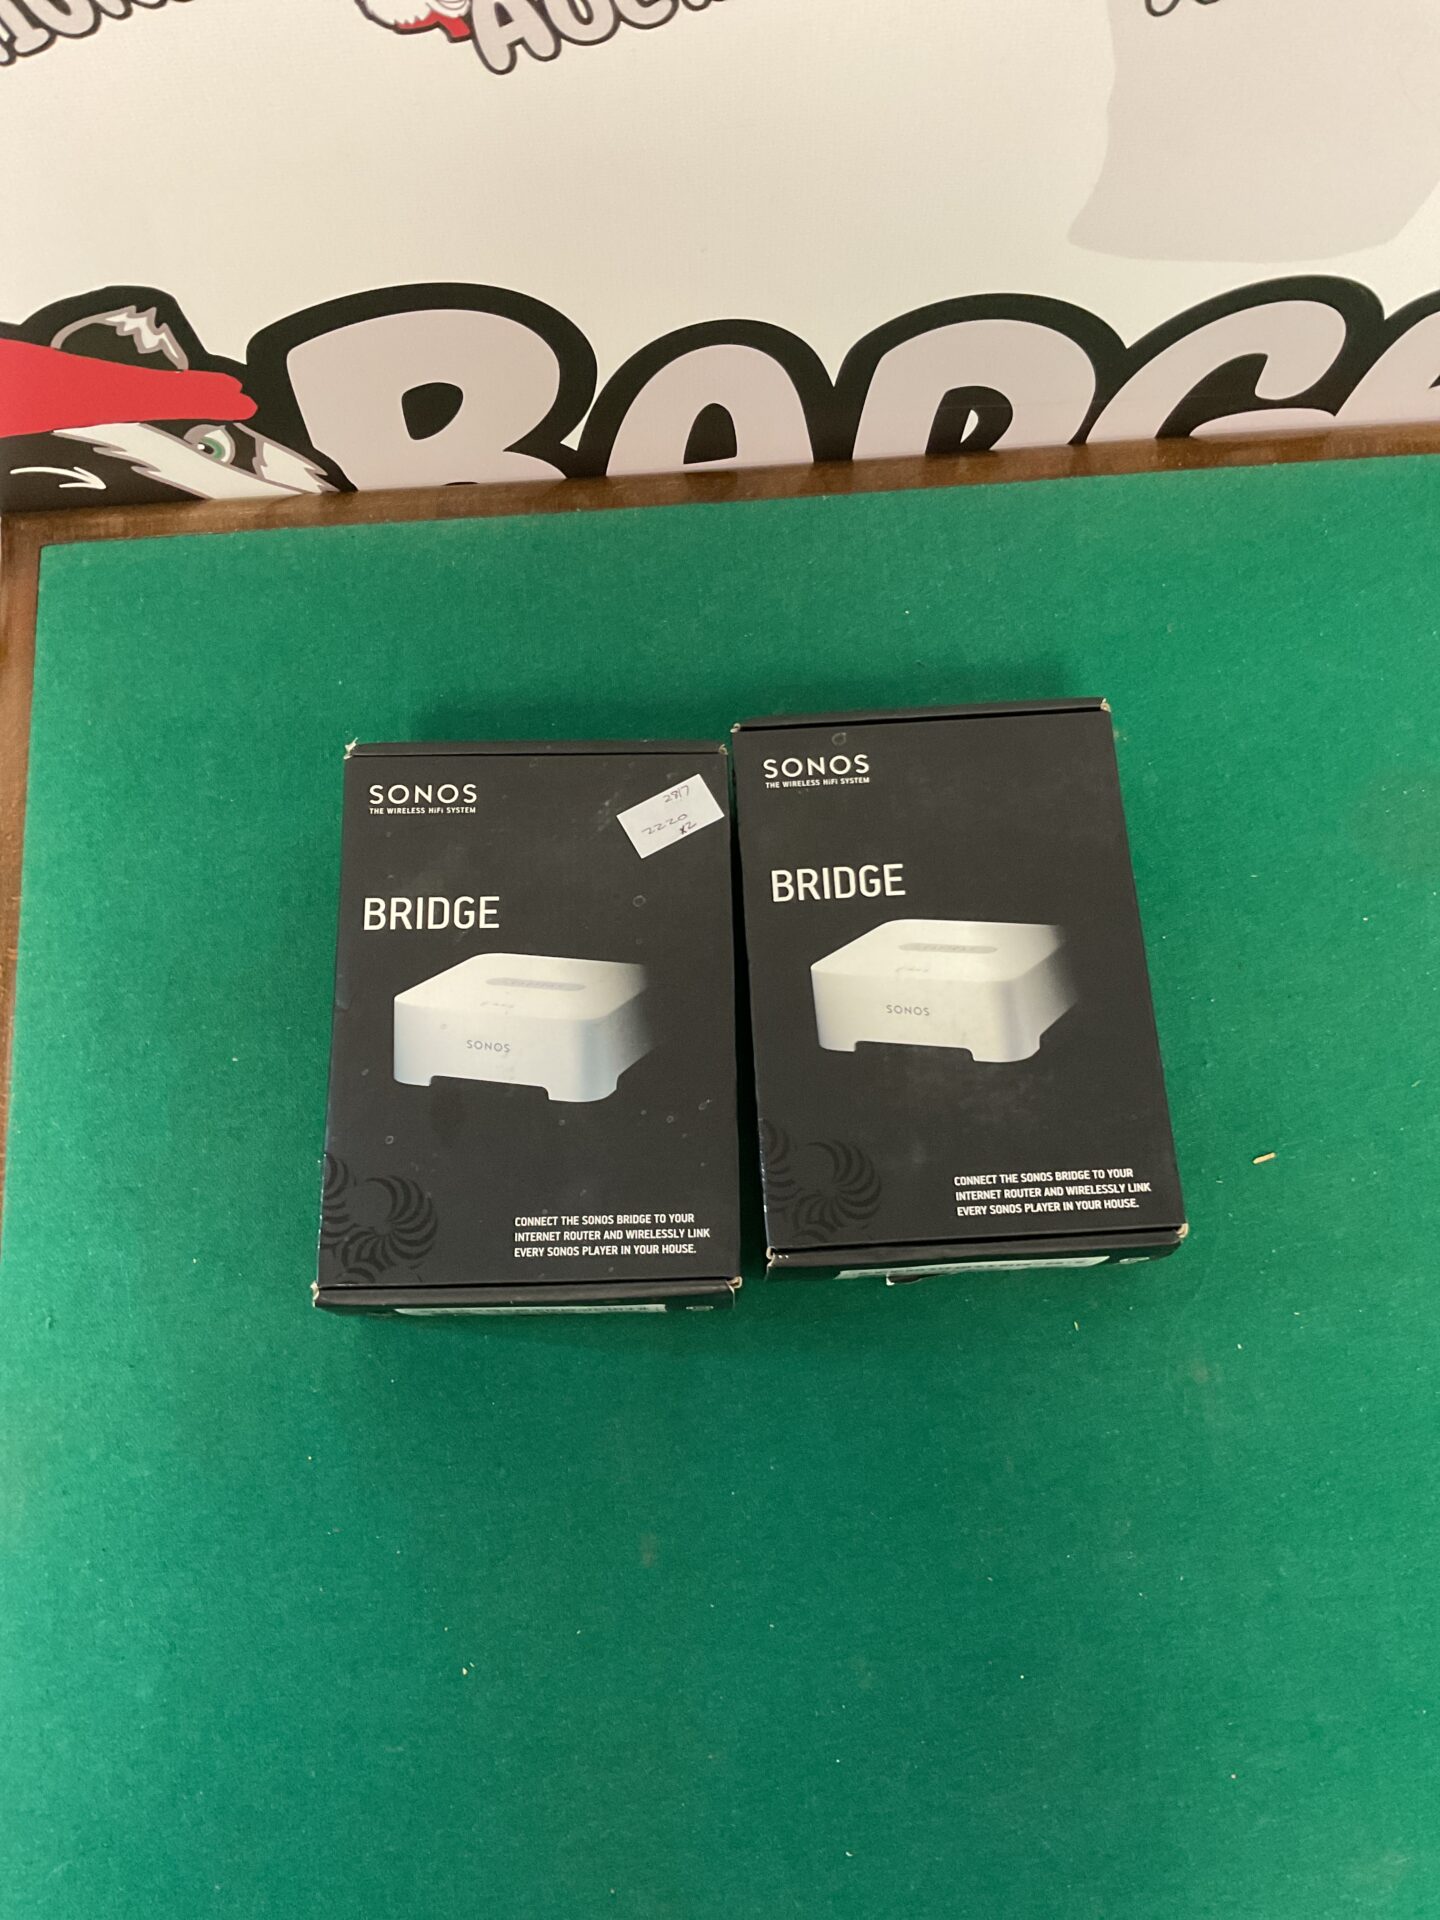 SONOS
THE WIRELESS HiFi SYSTEM
2817
2220
x2
BRIDGE
SONOS
CONNECT THE SONOS BRIDGE TO YOUR
INTERNET ROUTER AND WIRELESSLY LINK
EVERY SONOS PLAYER IN YOUR HOUSE.
SONOS
THE WIRELESS HiFi SYSTEM
BRIDGE
SONOS
CONNECT THE SONOS BRIDGE TO YOUR
INTERNET ROUTER AND WIRELESSLY LINK
EVERY SONOS PLAYER IN YOUR HOUSE.